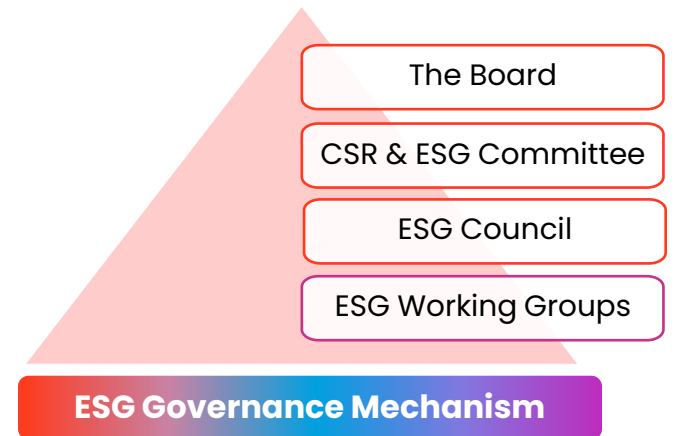 The Board
CSR & ESG Committee
ESG Council
ESG Working Groups
ESG Governance Mechanism